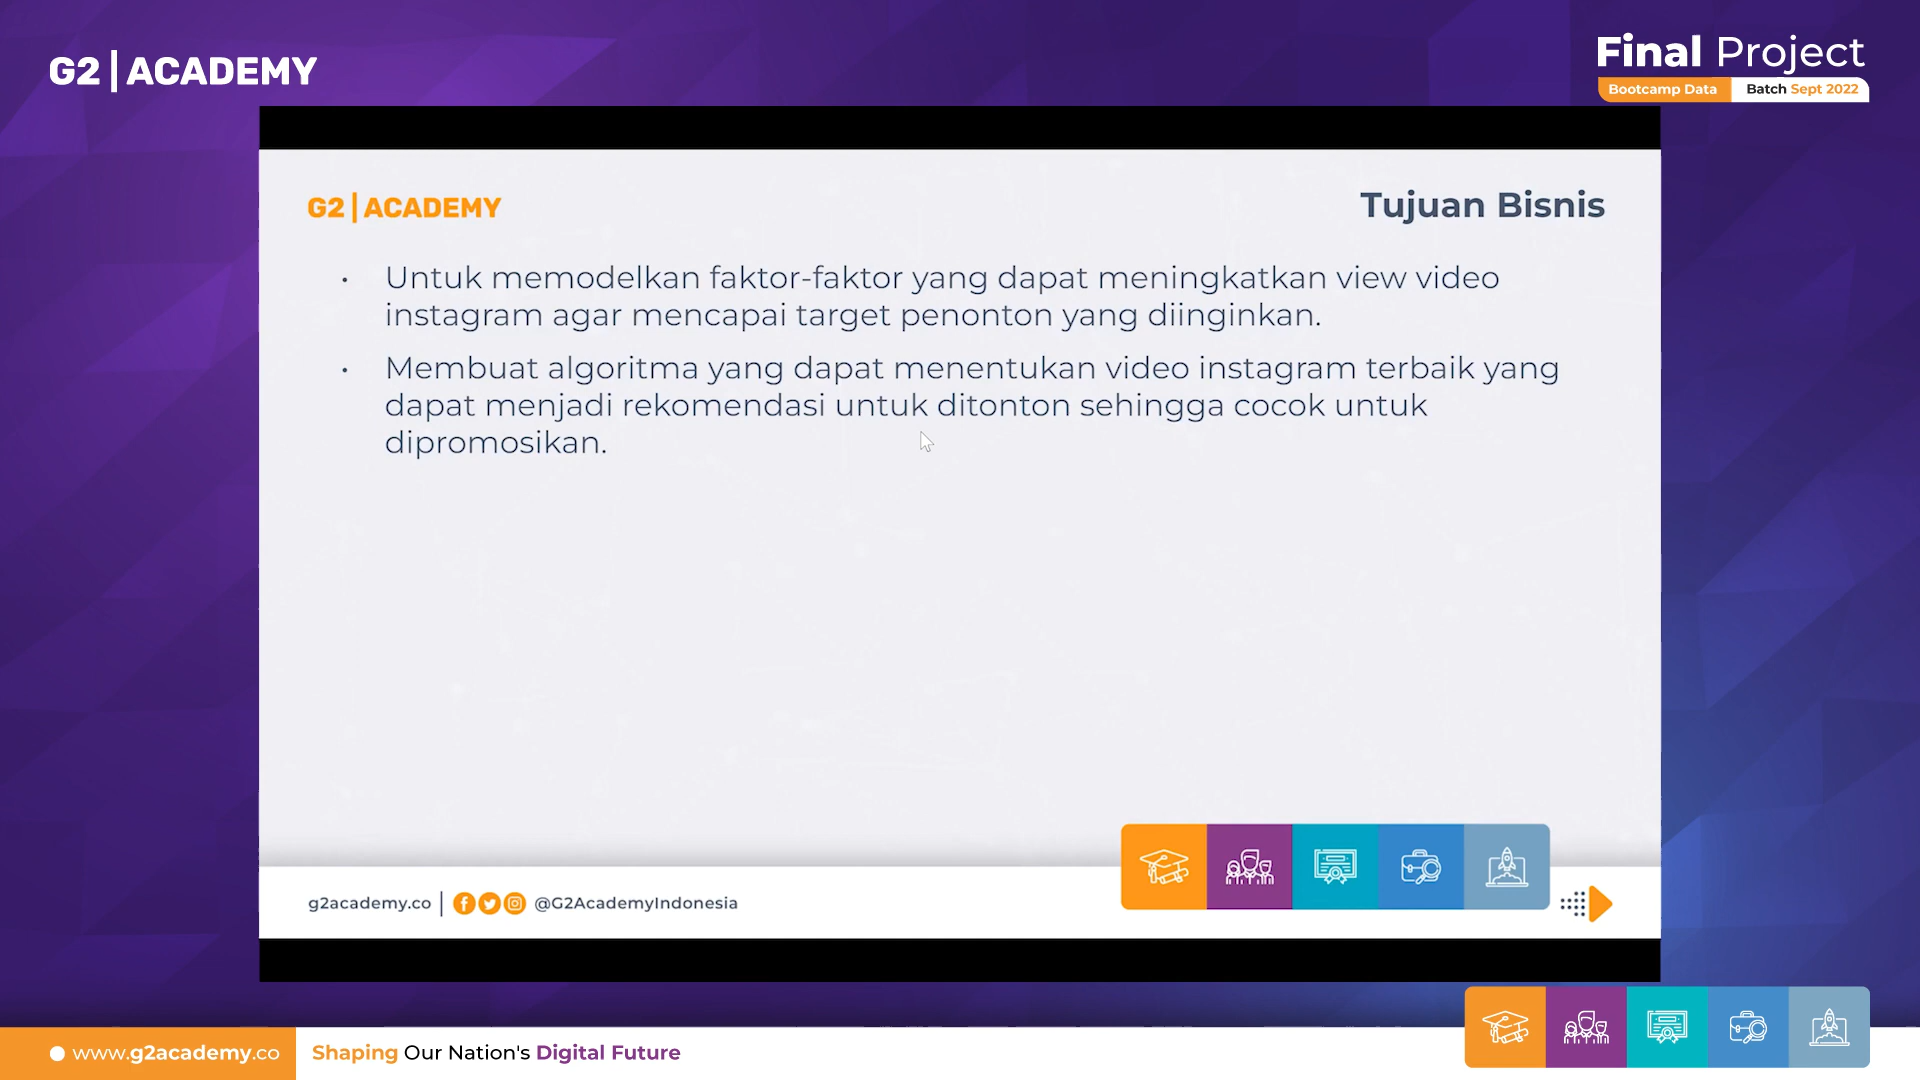 G2 | ACADEMY
Final Project
Bootcamp Data Batch Sept 2022
G2 | ACADEMY
Tujuan Bisnis
• Untuk memodelkan faktor-faktor yang dapat meningkatkan view video
instagram agar mencapai target penonton yang diinginkan.
• Membuat algoritma yang dapat menentukan video instagram terbaik yang
dapat menjadi rekomendasi untuk ditonton sehingga cocok untuk
dipromosikan.
g2academy.co | @G2AcademyIndonesia
www.g2academy.co Shaping Our Nation's Digital Future